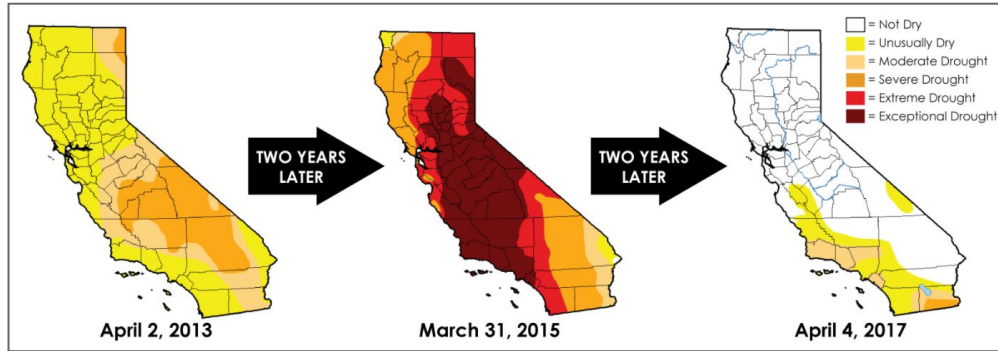 = Not Dry
= Unusually Dry
= Moderate Drought
= Severe Drought
= Extreme Drought
= Exceptional Drought
TWO YEARS
LATER
TWO YEARS
LATER
April 2, 2013
March 31, 2015
April 4, 2017